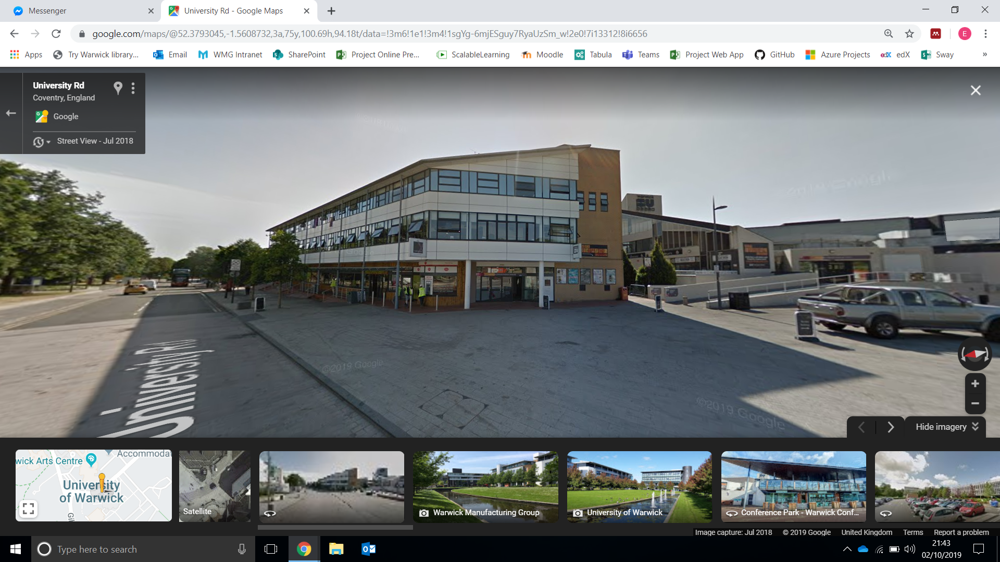 Messenger
University Rd - Google Maps
google.com/maps/@52.3793045,-1.5608732,3a,75y,100.69h,94.18t/data=!3m6!1e1!3m4!1sgYg-6mjESguy7RyaUzSm_w!2e0!7i13312!8i6656
E
Apps
Try Warwick library...
Email
WMG Intranet
SharePoint
Project Online Pre...
ScalableLearning
Moodle
Tabula
Teams
Project Web App
GitHub
Azure Projects
edX
Sway
»
University Rd
Coventry, England
Google
Street View - Jul 2018
SU
University Rd
©2019 Google
©2019 Google
Hide imagery
wick Arts Centre
Accommodat
University
of Warwick
Satellite
Warwick Manufacturing Group
University of Warwick
Conference Park - Warwick Conf...
Image capture: Jul 2018
© 2019 Google
United Kingdom
Terms
Report a problem
Type here to search
21:43
02/10/2019